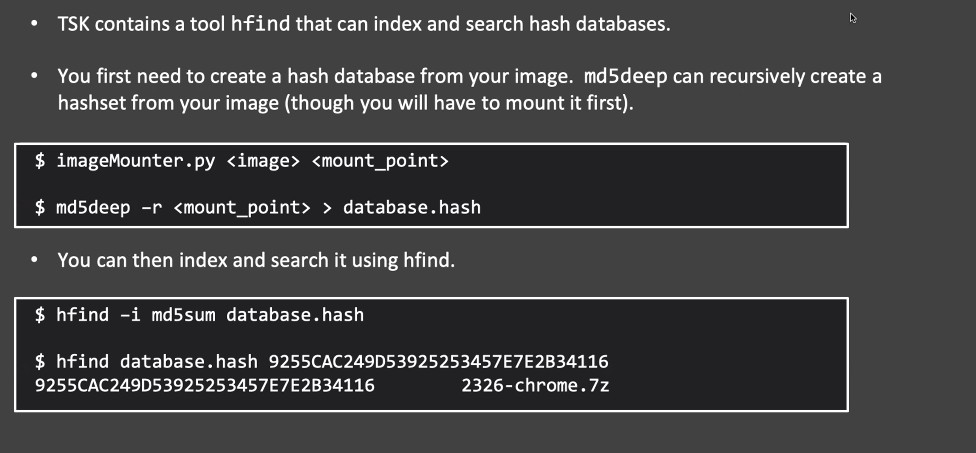 • TSK contains a tool hfind that can index and search hash databases.
• You first need to create a hash database from your image. md5deep can recursively create a
hashset from your image (though you will have to mount it first).
$ imageMounter.py <image> <mount_point>
$ md5deep –r <mount_point> > database.hash
• You can then index and search it using hfind.
$ hfind –i md5sum database.hash
$ hfind database.hash 9255CAC249D53925253457E7E2B34116
9255CAC249D53925253457E7E2B34116 2326-chrome.7z